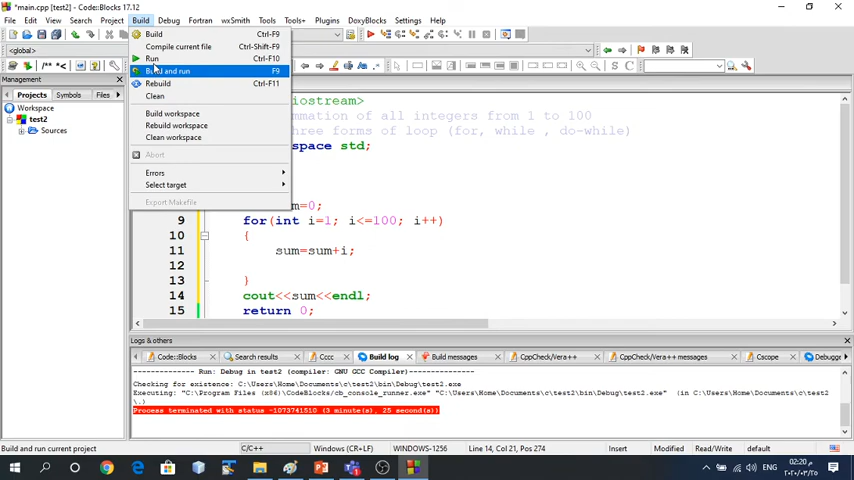 *main.cpp [test2] - Code::Blocks 17.12
File Edit View Search Project Build Debug Fortran wxSmith Tools Tools+ Plugins DoxyBlocks Settings Help
Build Ctrl-F9
Compile current file Ctrl-Shift-F9
Run Ctrl-F10
<global>
Build and run F9
Management
Rebuild Ctrl-F11
Projects Symbols Files
Clean
iostream>
Workspace
mmation of all integers from 1 to 100
Build workspace
test2
Rebuild workspace
hree forms of loop (for, while , do-while)
Sources
Clean workspace
space std;
Abort
Errors
Select target
Export Makefile
m=0;
9 for(int i=1; i<=100; i++)
10 {
11 sum=sum+i;
12
13 }
14 cout<<sum<<endl;
15 return 0;
Logs & others
Code::Blocks Search results Cccc Build log Build messages CppCheck/Vera++ CppCheck/Vera++ messages Cscope Debugge
-------------- Run: Debug in test2 (compiler: GNU GCC Compiler)---------------
Checking for existence: C:\Users\Home\Documents\c\test2\bin\Debug\test2.exe
Executing: "C:\Program Files (x86)\CodeBlocks/cb_console_runner.exe" "C:\Users\Home\Documents\c\test2\bin\Debug\test2.exe" (in C:\Users\Home\Documents\c\test2
\.)
Process terminated with status -1073741510 (3 minute(s), 25 second(s))
Build and run current project C/C++ Windows (CR+LF) WINDOWS-1256 Line 14, Col 21, Pos 274 Insert Modified Read/Write default
ENG
02:20 م